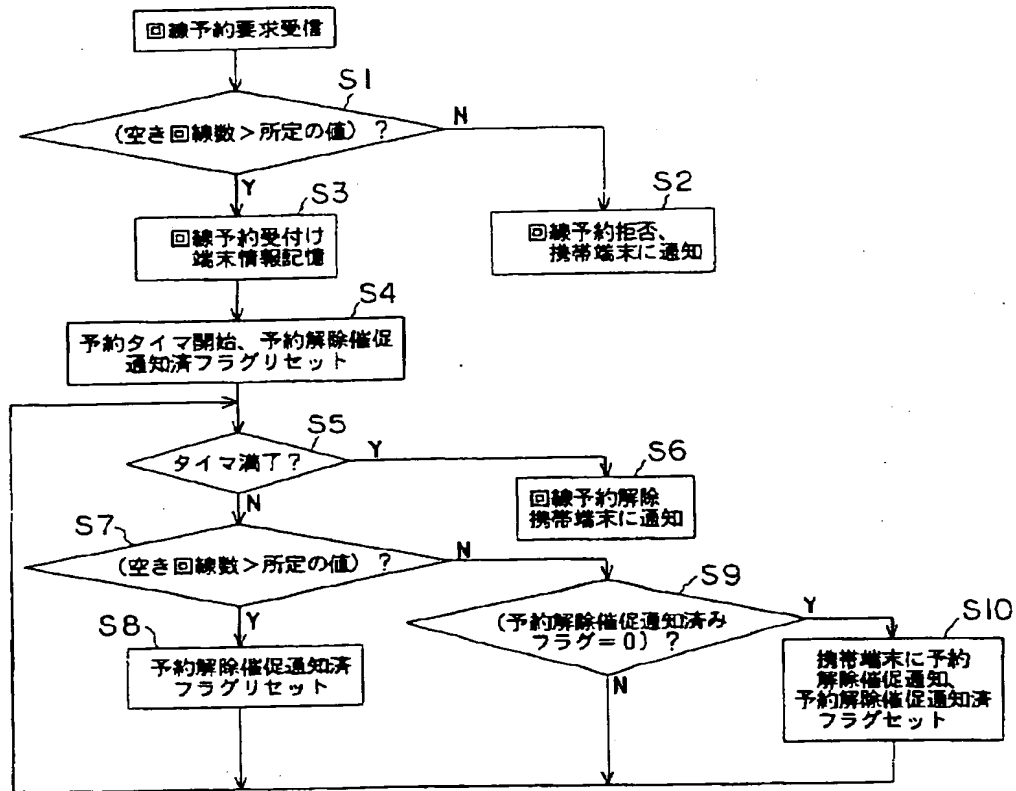 回線予約要求受信
S1
(空き回線数>所定の値) ?
N
Y
S3
S2
回線予約受付け
端末情報記憶
回線予約拒否、
携帯端末に通知
S4
予約タイマ開始、予約解除催促
通知済フラグリセット
S5
タイマ満了?
Y
S6
N
回線予約解除
携帯端末に通知
S7
(空き回線数>所定の値) ?
N
S9
Y
(予約解除催促通知済み
フラグ=0) ?
Y
S10
S8
予約解除催促通知済
フラグリセット
N
携帯端末に予約
解除催促通知、
予約解除催促通知済
フラグセット